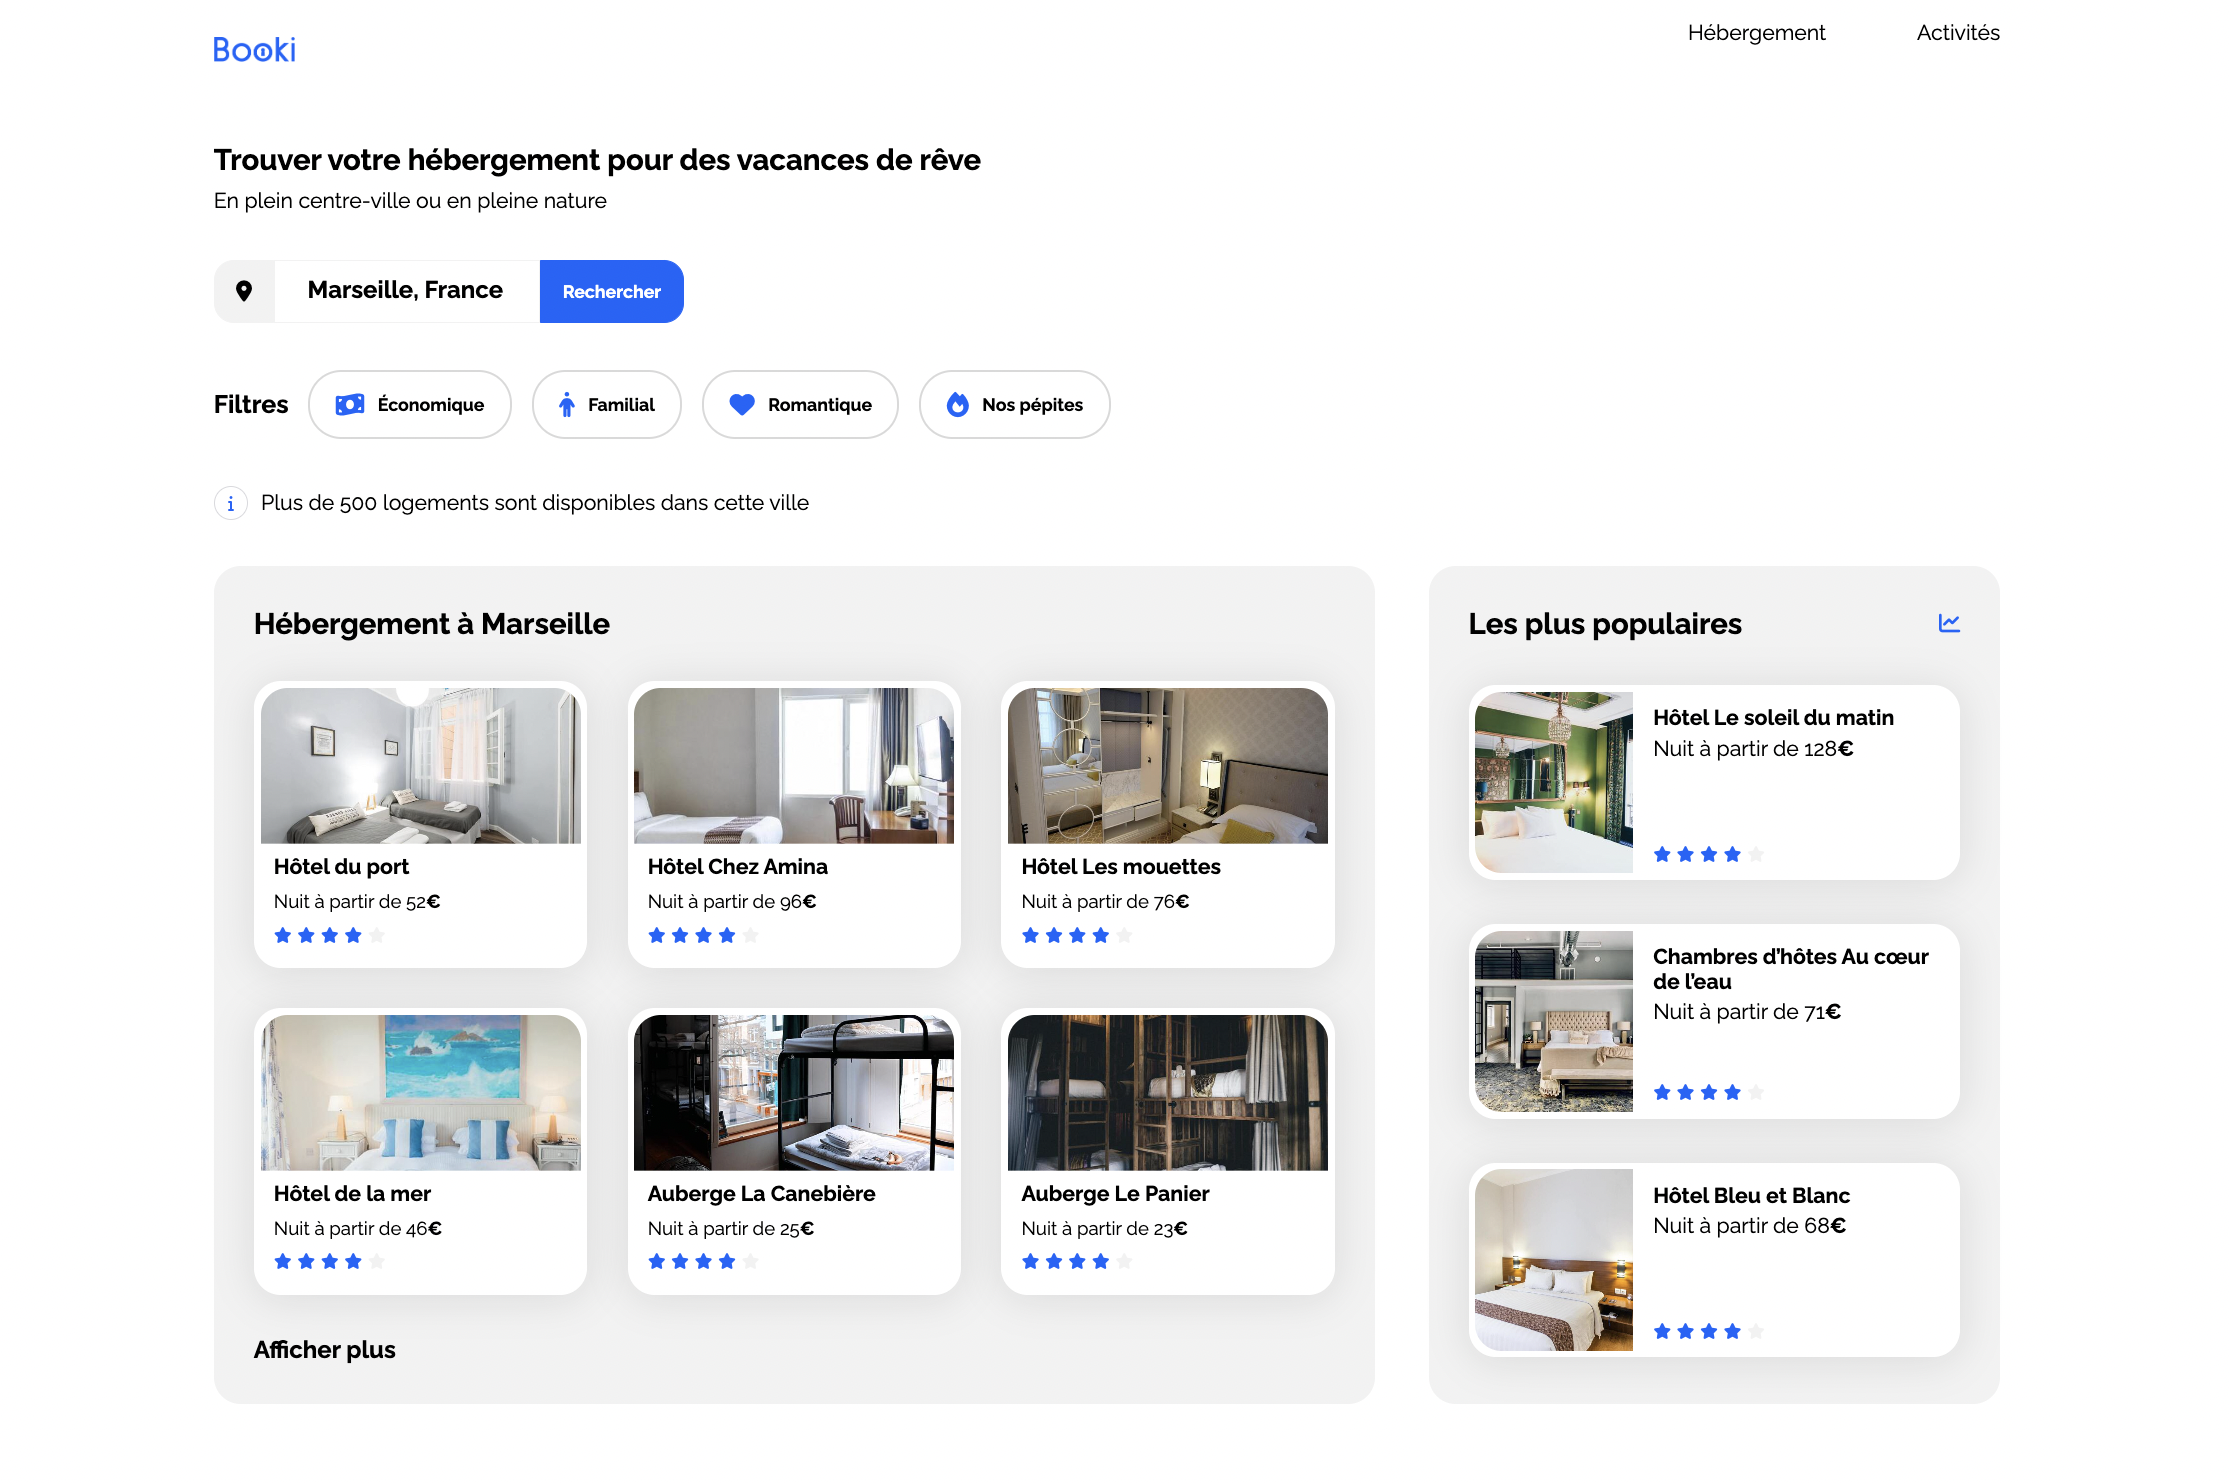 Booki
Hébergement
Activités
Trouver votre hébergement pour des vacances de rêve
En plein centre-ville ou en pleine nature
Marseille, France
Rechercher
Filtres
Économique
Familial
Romantique
Nos pépites
Plus de 500 logements sont disponibles dans cette ville
Hébergement à Marseille
Hôtel du port
Nuit à partir de 52€
Hôtel Chez Amina
Nuit à partir de 96€
Hôtel Les mouettes
Nuit à partir de 76€
Hôtel de la mer
Nuit à partir de 46€
Auberge La Canebière
Nuit à partir de 25€
Auberge Le Panier
Nuit à partir de 23€
Afficher plus
Les plus populaires
Hôtel Le soleil du matin
Nuit à partir de 128€
Chambres d’hôtes Au cœur
de l’eau
Nuit à partir de 71€
Hôtel Bleu et Blanc
Nuit à partir de 68€